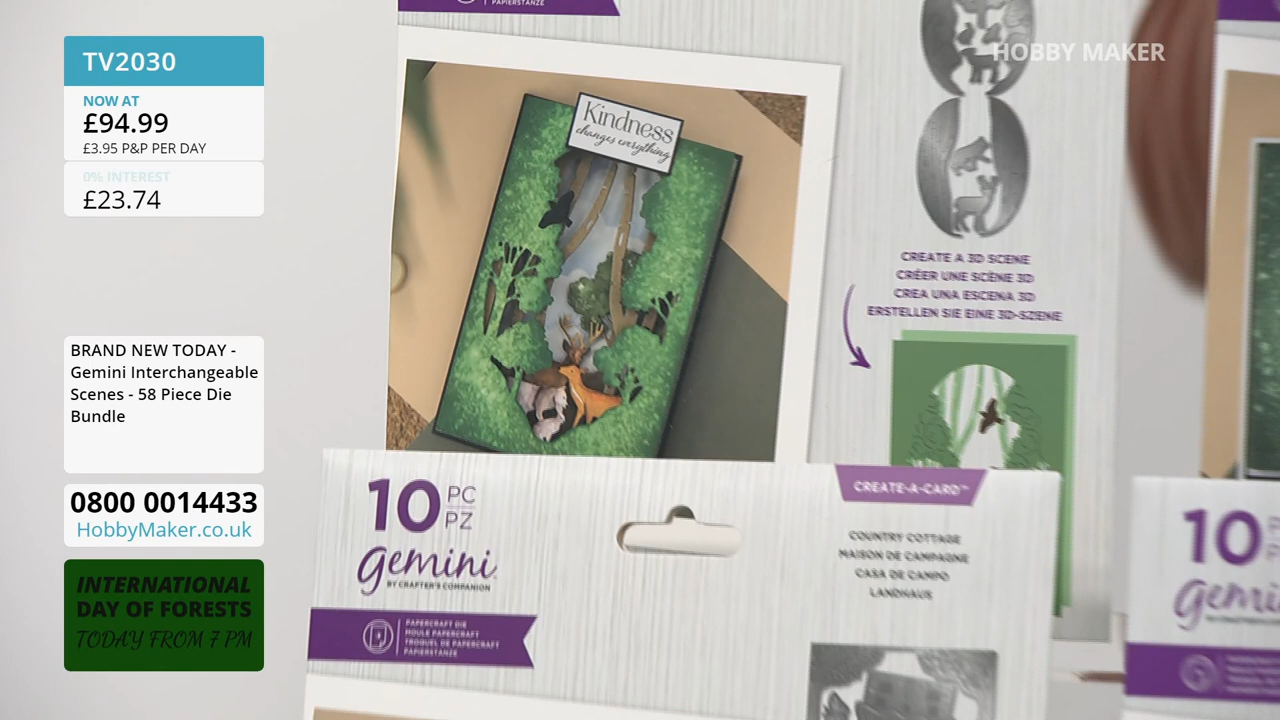 TV2030
NOW AT
£94.99
£3.95 P&P PER DAY
0% INTEREST
£23.74
BRAND NEW TODAY -
Gemini Interchangeable
Scenes - 58 Piece Die
Bundle
0800 0014433
HobbyMaker.co.uk
INTERNATIONAL
DAY OF FORESTS
TODAY FROM 7 PM
HOBBY MAKER
PAPIERSTANZE
Kindness
changes everything
CREATE A 3D SCENE
CRÉER UNE SCÈNE 3D
CREA UNA ESCENA 3D
ERSTELLEN SIE EINE 3D-SZENE
10 PC
PZ
gemini
BY CRAFTER'S COMPANION
PAPERCRAFT DIE
MOULE PAPERCRAFT
TROQUEL DE PAPERCRAFT
PAPIERSTANZE
CREATE-A-CARD™
COUNTRY COTTAGE
MAISON DE CAMPAGNE
CASA DE CAMPO
LANDHAUS
10